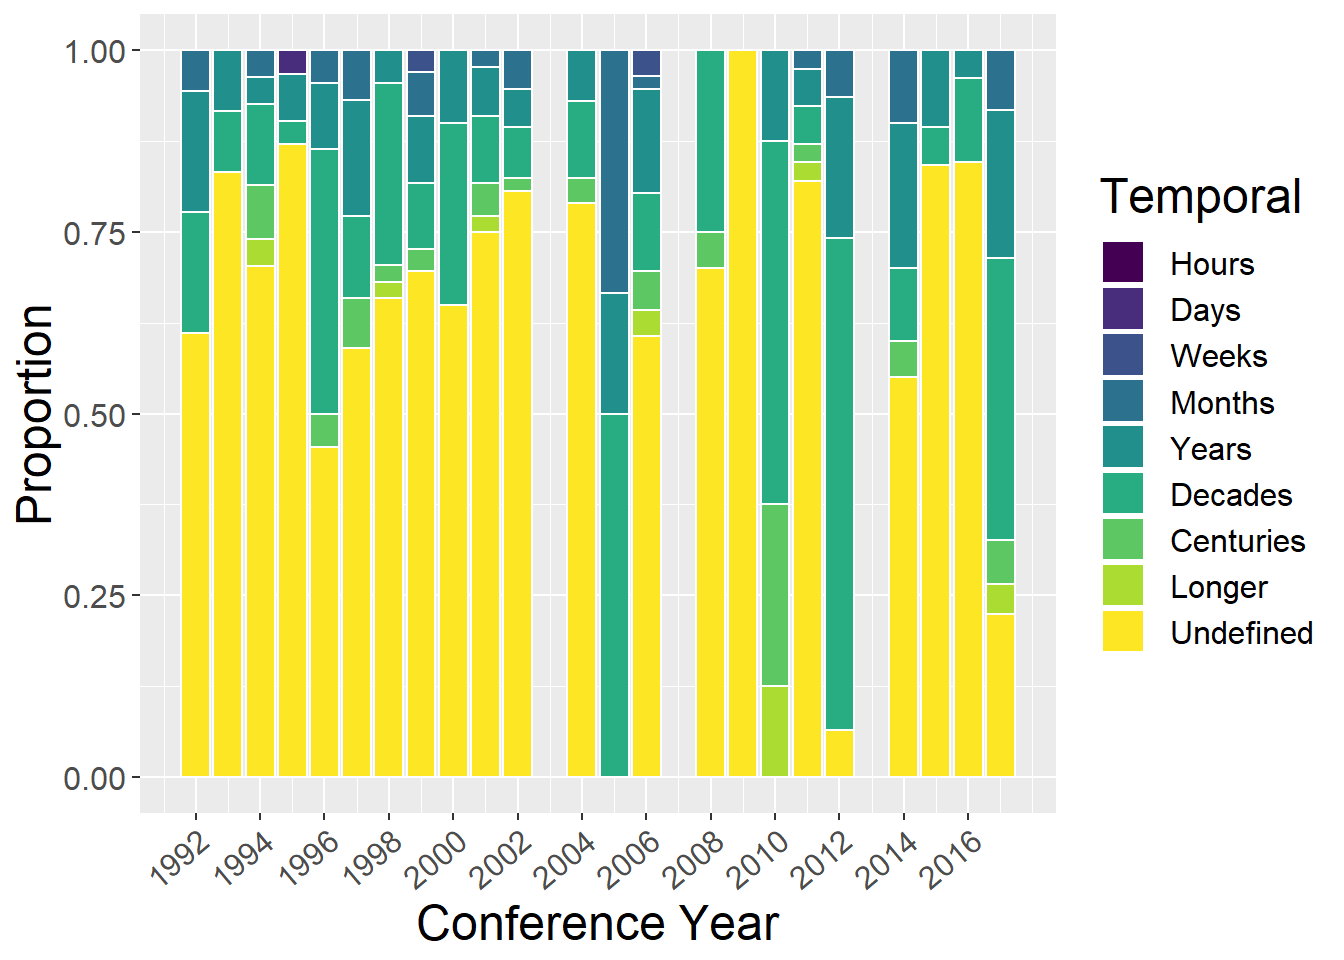 1.00
0.75
0.50
0.25
0.00
Proportion
1992
1994
1996
1998
2000
2002
2004
2006
2008
2010
2012
2014
2016
Conference Year
Temporal
Hours
Days
Weeks
Months
Years
Decades
Centuries
Longer
Undefined